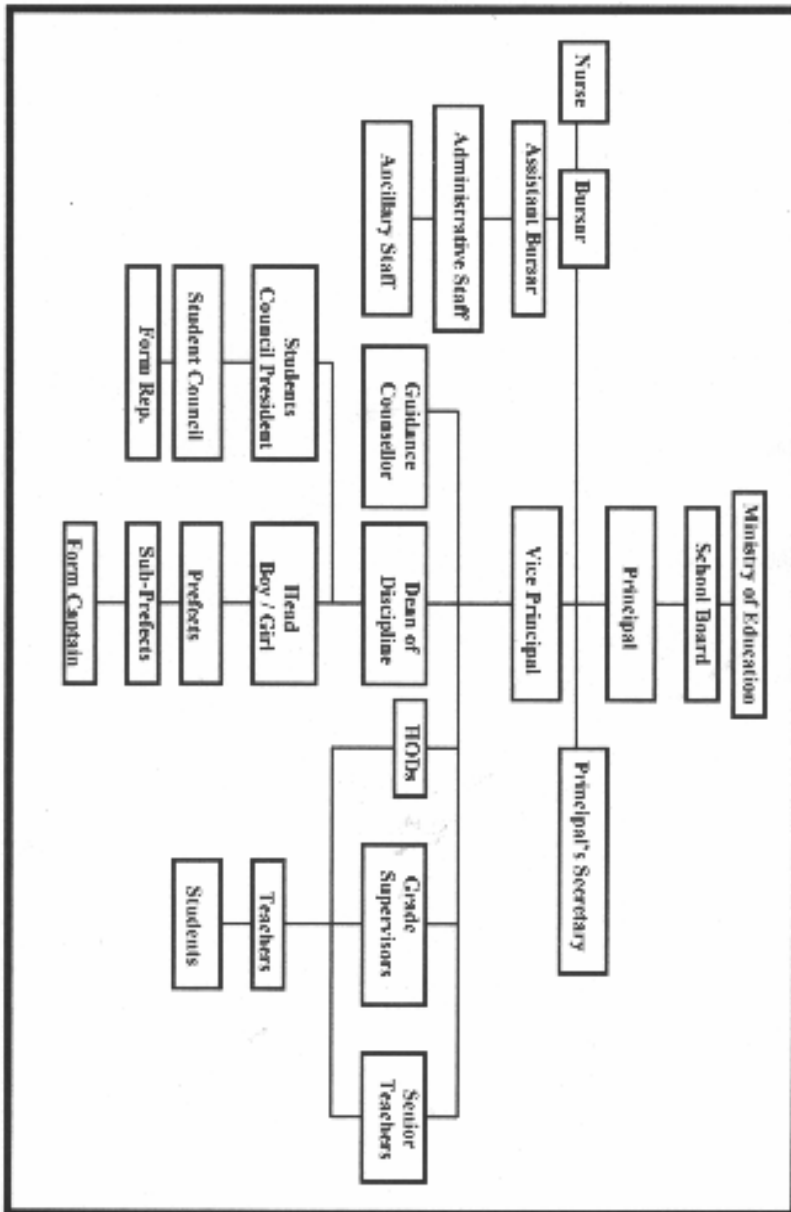 Ministry of Education
School Board
Principal
Nurse
Bursar
Principal's Secretary
Assistant Bursar
Administrative Staff
Ancillary Staff
Vice Principal
Guidance
Counsellor
Dean of
Discipline
HODs
Grade
Supervisors
Senior
Teachers
Students
Council President
Student Council
Form Rep.
Head
Boy / Girl
Prefects
Sub-Prefects
Form Captain
Teachers
Students